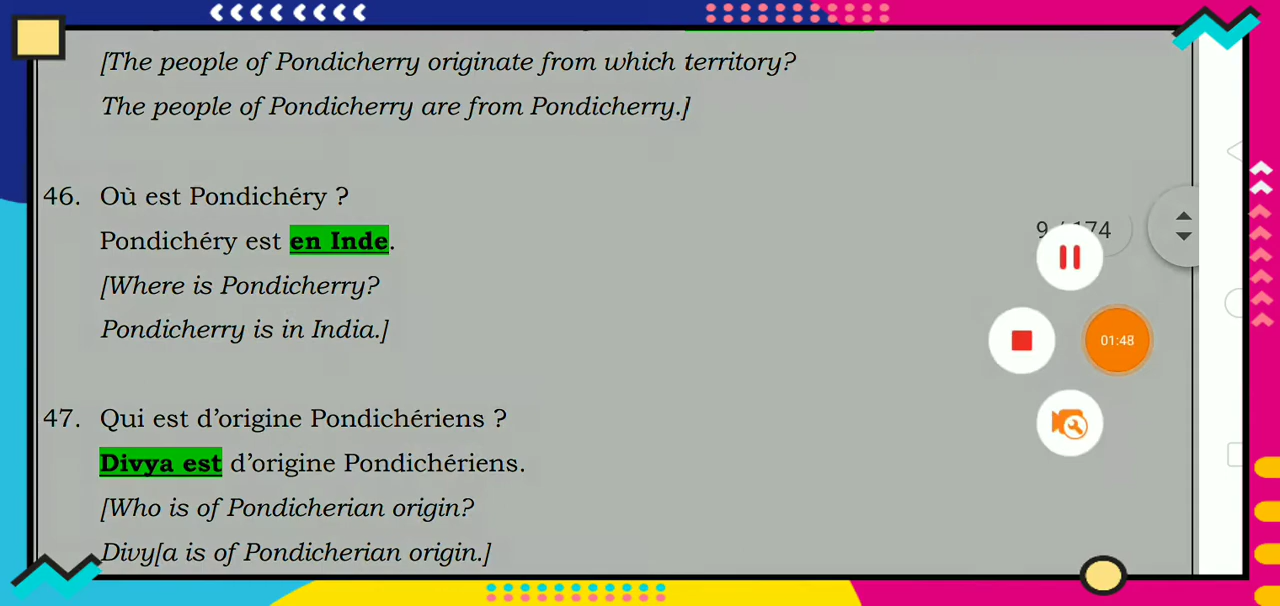 [The people of Pondicherry originate from which territory?
The people of Pondicherry are from Pondicherry.]
46. Où est Pondichéry ?
Pondichéry est en Inde.
[Where is Pondicherry?
Pondicherry is in India.]
47. Qui est d’origine Pondichériens ?
Divya est d’origine Pondichériens.
[Who is of Pondicherian origin?
Divy[a is of Pondicherian origin.]
01:48